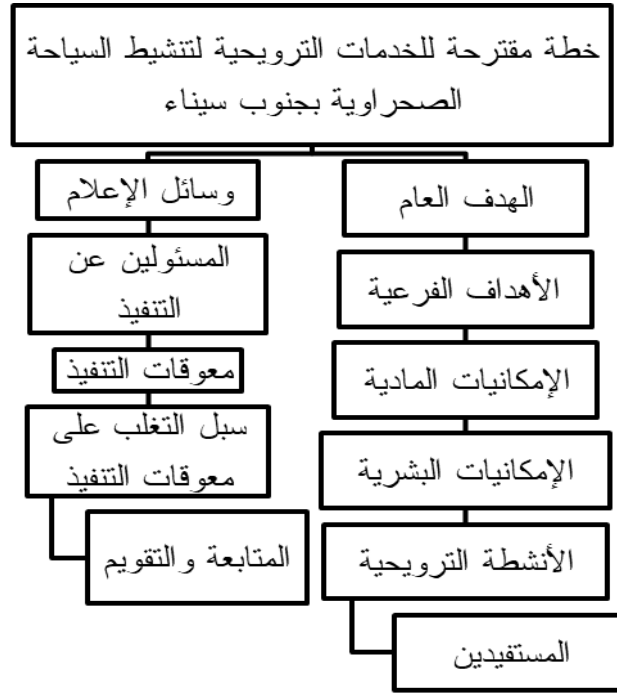 خطة مقترحة للخدمات الترويحية لتنشيط السياحة
الصحراوية بجنوب سيناء
الهدف العام
الأهداف الفرعية
الإمكانيات المادية
الإمكانيات البشرية
الأنشطة الترويحية
المستفيدين
وسائل الإعلام
المسئولين عن
التنفيذ
معوقات التنفيذ
سبل التغلب على
معوقات التنفيذ
المتابعة والتقويم